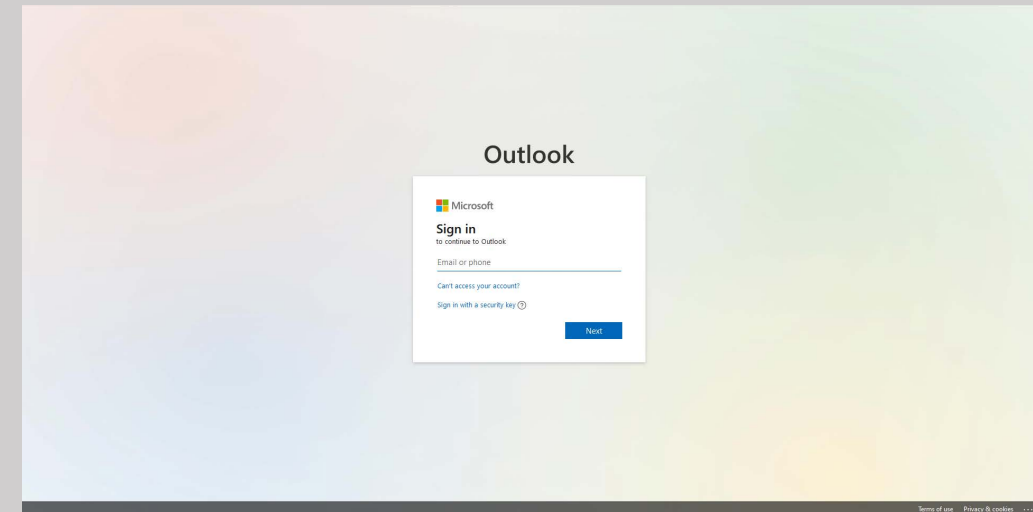 Outlook
Microsoft
Sign in
to continue to Outlook
Email or phone
Can't access your account?
Sign in with a security key ?
Next
Terms of use Privacy & cookies ...